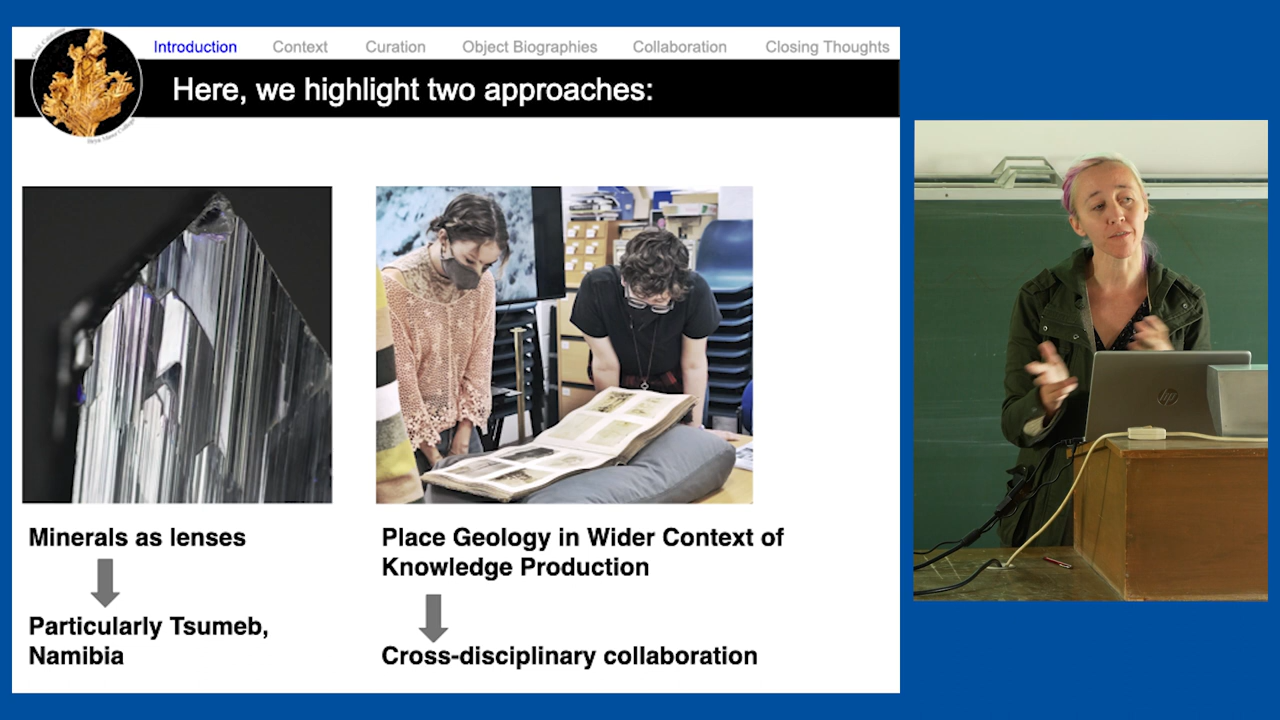 Introduction
Context
Curation
Object Biographies
Collaboration
Closing Thoughts
Here, we highlight two approaches:
Minerals as lenses
Particularly Tsumeb,
Namibia
Place Geology in Wider Context of
Knowledge Production
Cross-disciplinary collaboration
hp